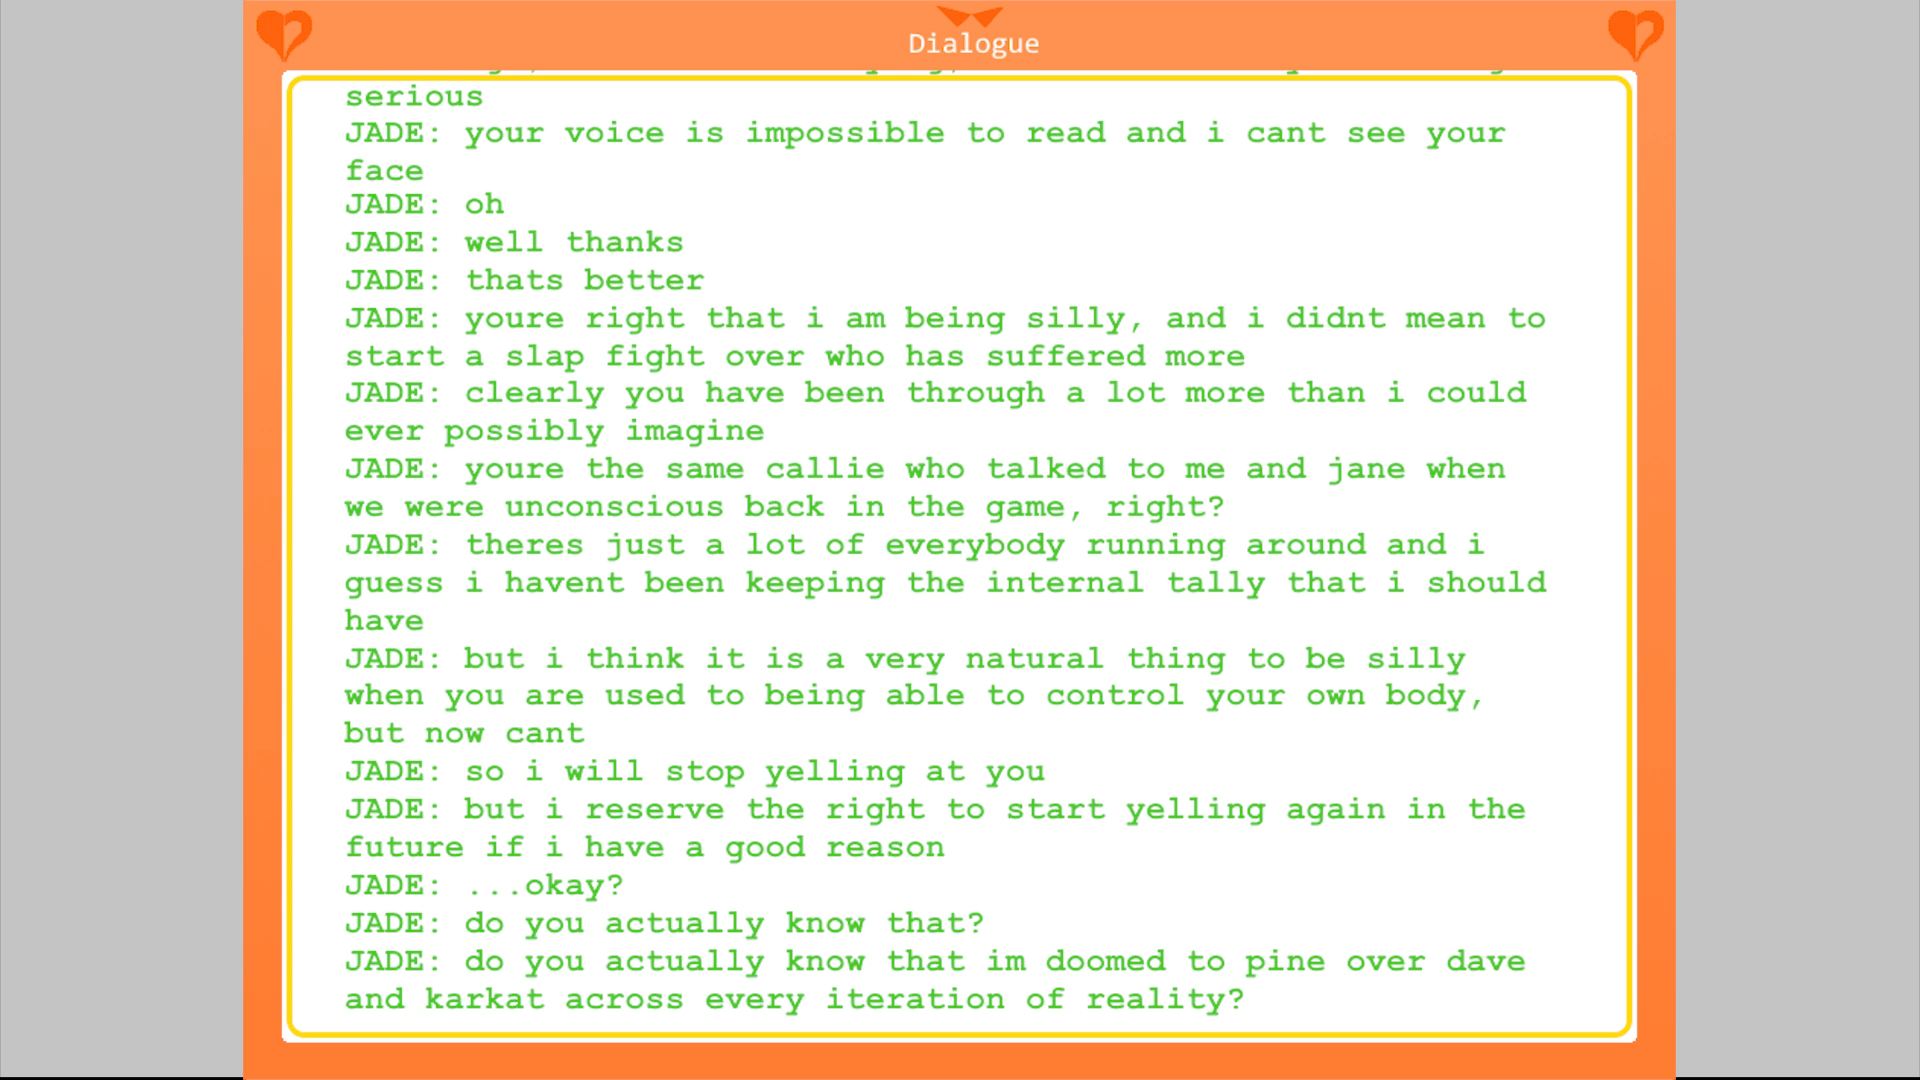 Dialogue
serious
JADE: your voice is impossible to read and i cant see your
face
JADE: oh
JADE: well thanks
JADE: thats better
JADE: youre right that i am being silly, and i didnt mean to
start a slap fight over who has suffered more
JADE: clearly you have been through a lot more than i could
ever possibly imagine
JADE: youre the same callie who talked to me and jane when
we were unconscious back in the game, right?
JADE: theres just a lot of everybody running around and i
guess i havent been keeping the internal tally that i should
have
JADE: but i think it is a very natural thing to be silly
when you are used to being able to control your own body,
but now cant
JADE: so i will stop yelling at you
JADE: but i reserve the right to start yelling again in the
future if i have a good reason
JADE: ...okay?
JADE: do you actually know that?
JADE: do you actually know that im doomed to pine over dave
and karkat across every iteration of reality?